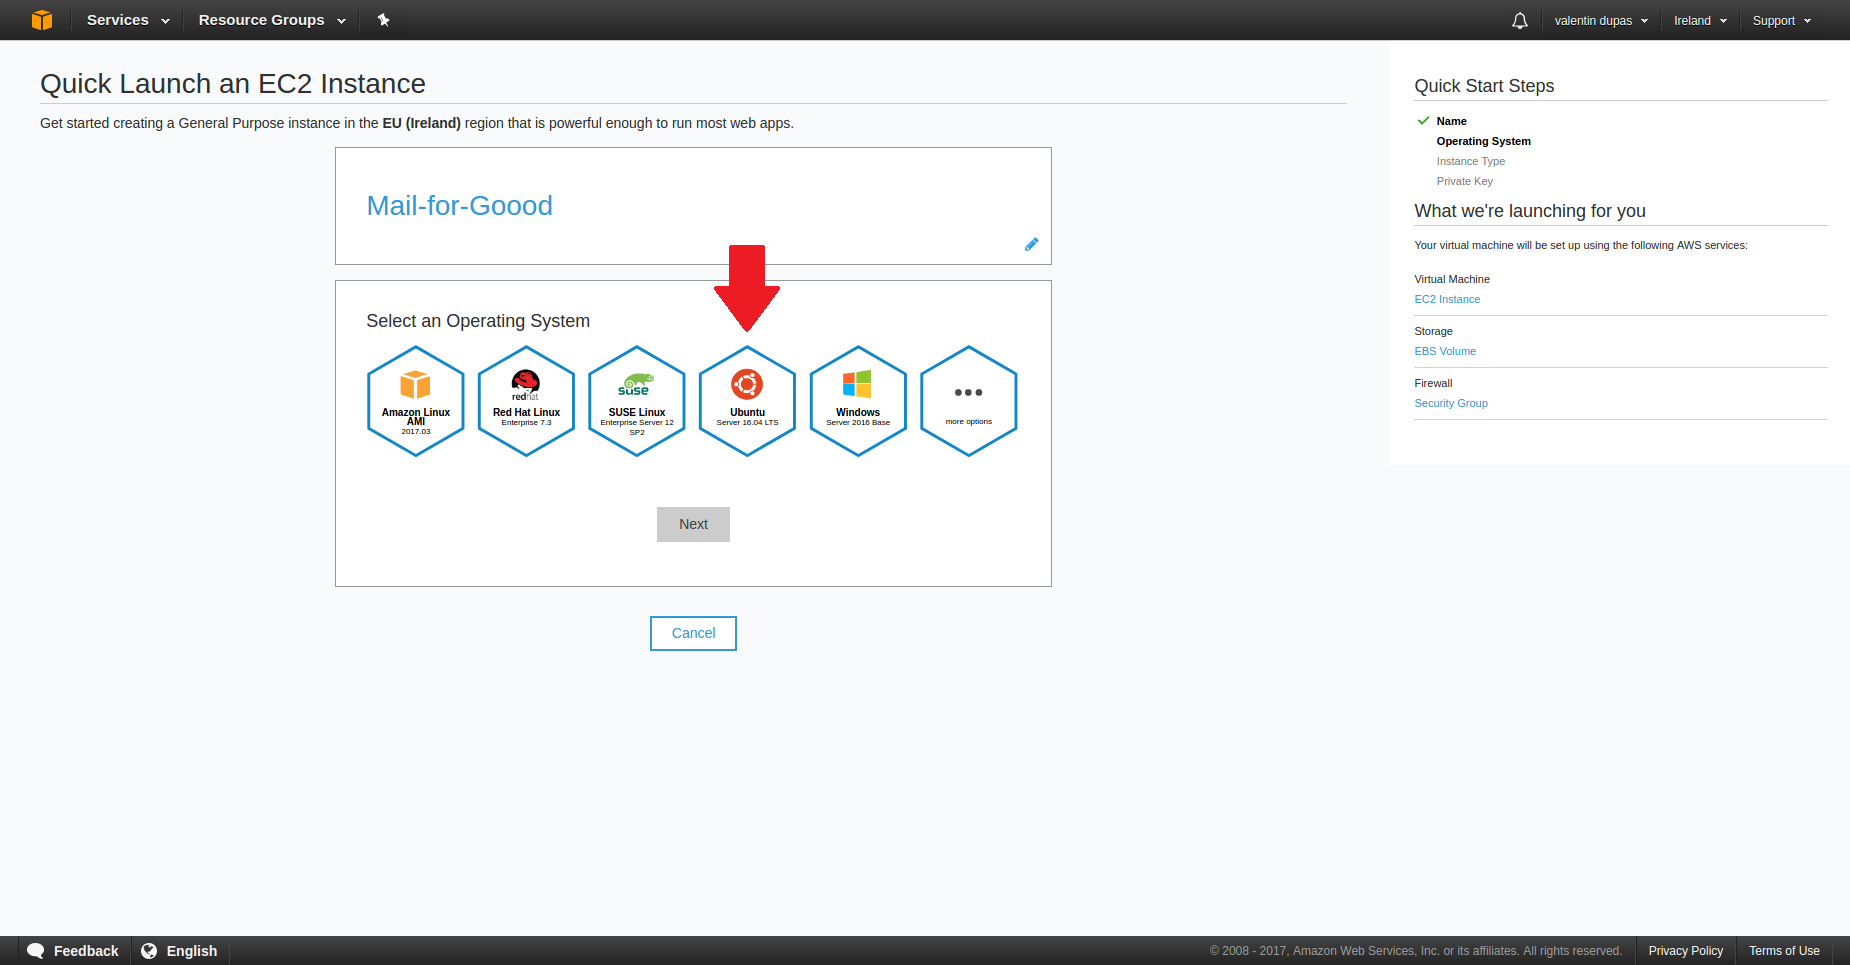 Services
Resource Groups
valentin dupas
Ireland
Support
Quick Launch an EC2 Instance
Get started creating a General Purpose instance in the EU (Ireland) region that is powerful enough to run most web apps.
Mail-for-Goood
Select an Operating System
Amazon Linux
AMI
2017.03
redhat
Red Hat Linux
Enterprise 7.3
SUSE
SUSE Linux
Enterprise Server 12
SP2
Ubuntu
Server 16.04 LTS
Windows
Server 2016 Base
more options
Next
Cancel
Quick Start Steps
Name
Operating System
Instance Type
Private Key
What we're launching for you
Your virtual machine will be set up using the following AWS services:
Virtual Machine
EC2 Instance
Storage
EBS Volume
Firewall
Security Group
Feedback
English
© 2008 - 2017, Amazon Web Services, Inc. or its affiliates. All rights reserved.
Privacy Policy
Terms of Use